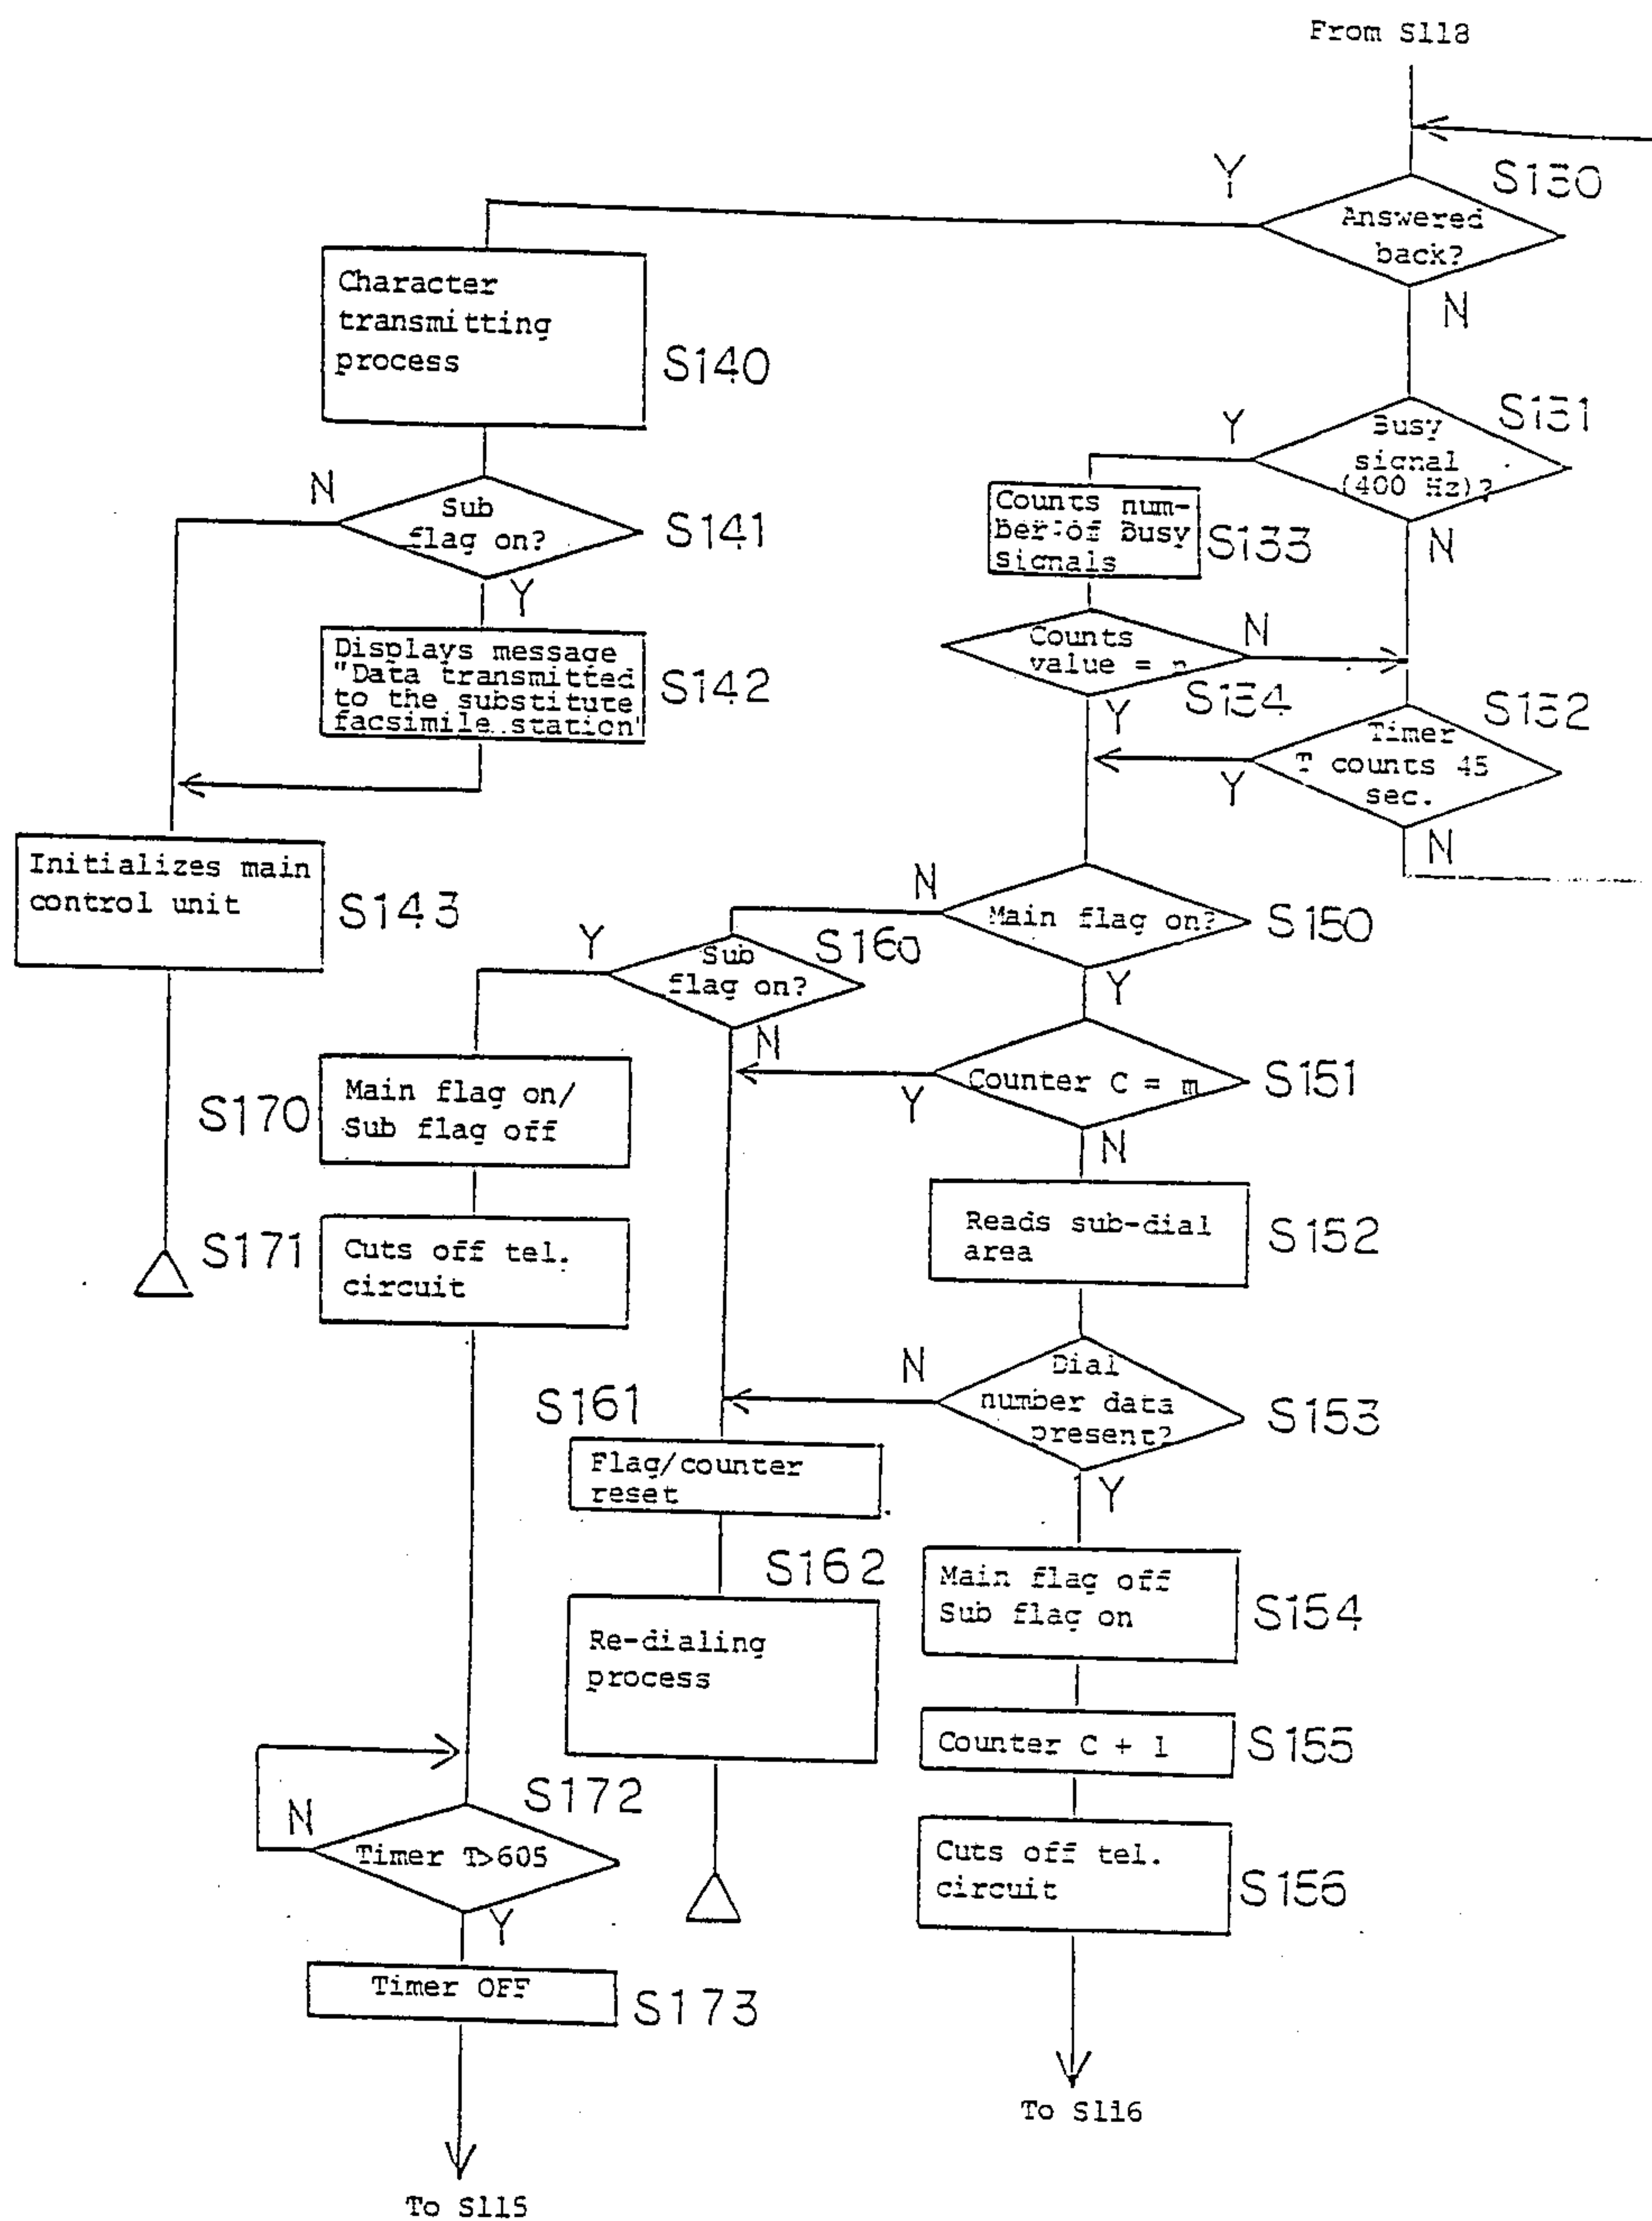 From S118
S130
Y
Answered
back?
N
Character
transmitting
process
S140
S131
Y
Busy
signal
(400 Hz)?
N
Counts num-
ber of busy
signals
S133
N
Sub
flag on?
S141
Y
Counts
value = n
N
S134
Y
Displays message
"Data transmitted
to the substitute
facsimile station"
S142
S132
Timer
T counts 45
sec.
Y
N
Initializes main
control unit
S143
N
Main flag on?
S150
Y
Y
Sub
flag on?
S160
N
Counter C = m
S151
Y
N
S170
Main flag on/
Sub flag off
Reads sub-dial
area
S152
S171
Cuts off tel.
circuit
N
Dial
number data
present?
S153
Y
S161
Flag/counter
reset
S162
Re-dialing
process
Main flag off
Sub flag on
S154
Counter C + 1
S155
S172
N
Timer T>605
Y
Cuts off tel.
circuit
S156
Timer OFF
S173
To S116
To S115